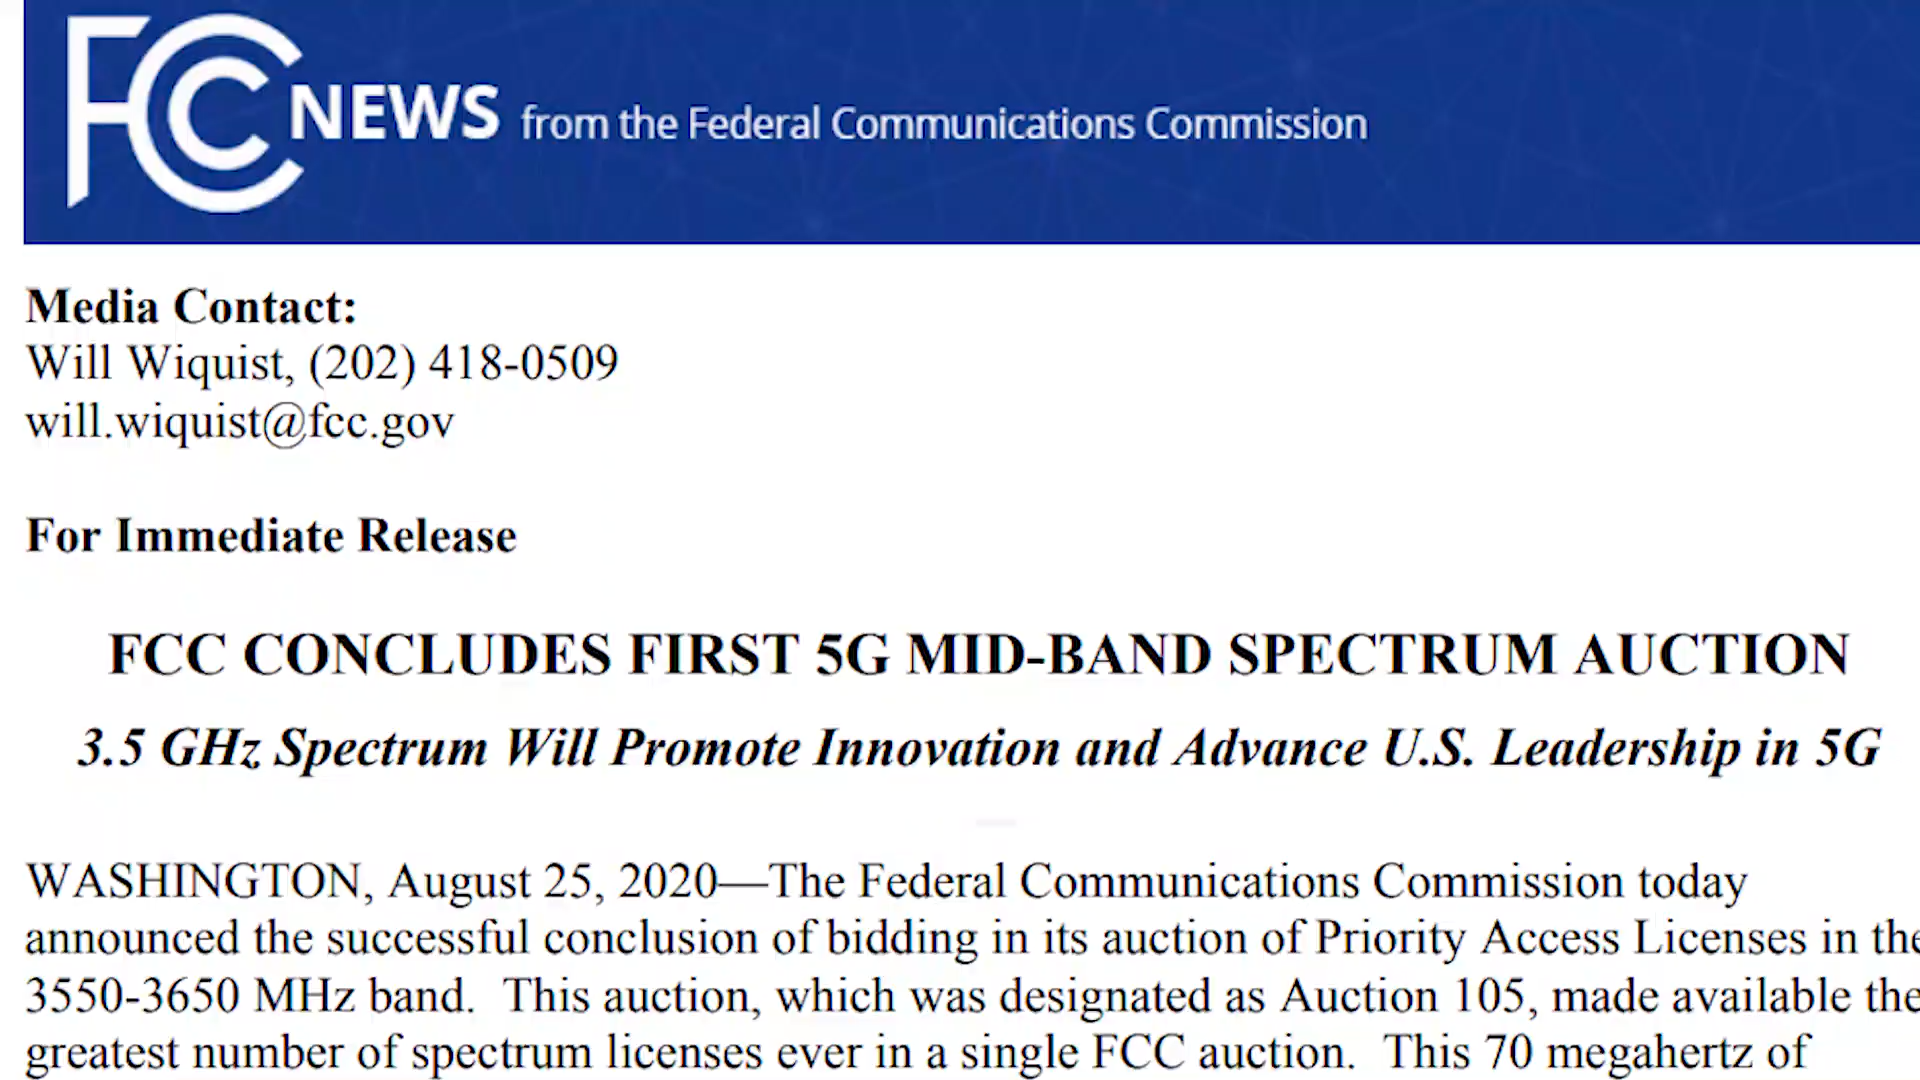 FCC NEWS from the Federal Communications Commission
Media Contact:
Will Wiquist, (202) 418-0509
will.wiquist@fcc.gov
For Immediate Release
FCC CONCLUDES FIRST 5G MID-BAND SPECTRUM AUCTION
3.5 GHz Spectrum Will Promote Innovation and Advance U.S. Leadership in 5G
WASHINGTON, August 25, 2020—The Federal Communications Commission today
announced the successful conclusion of bidding in its auction of Priority Access Licenses in the
3550-3650 MHz band.  This auction, which was designated as Auction 105, made available the
greatest number of spectrum licenses ever in a single FCC auction.  This 70 megahertz of